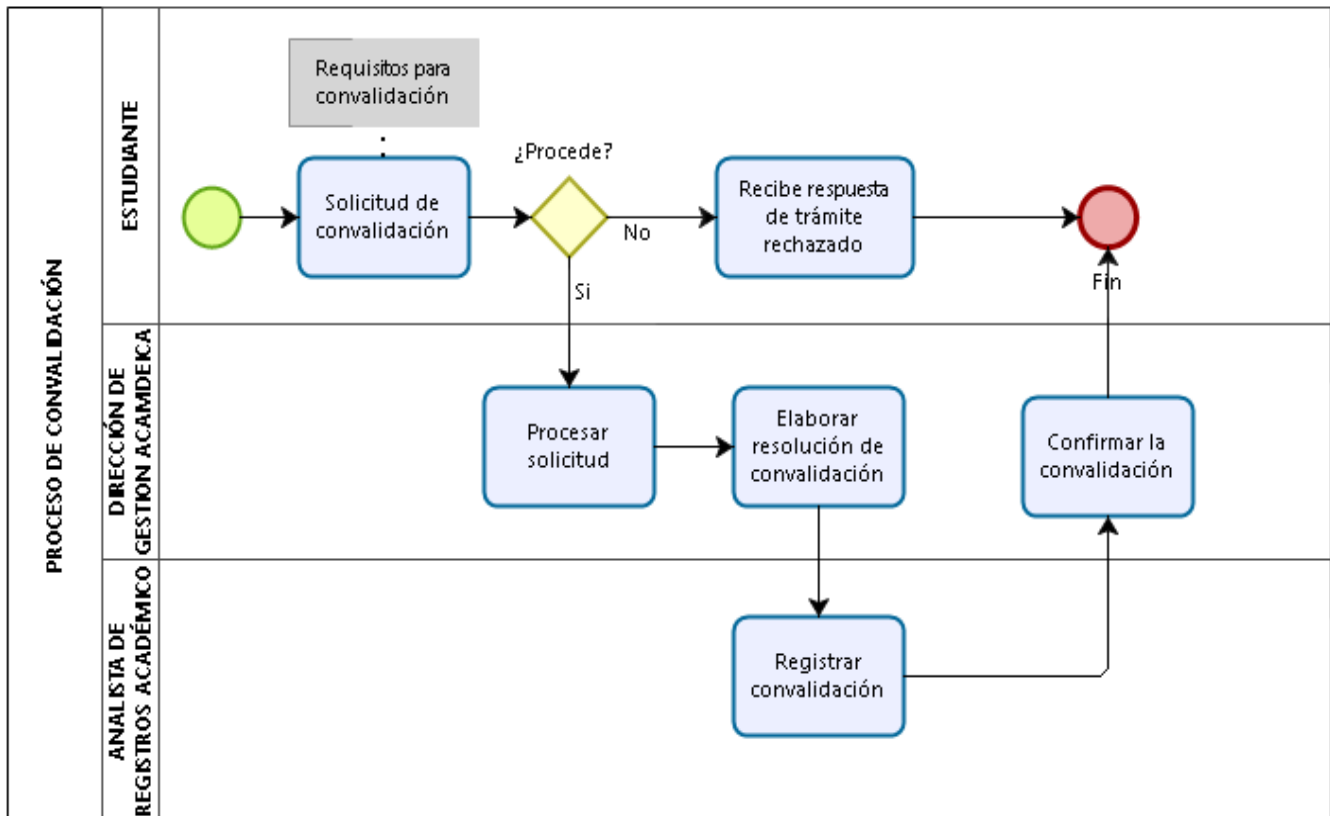 PROCESO DE CONVALIDACIÓN
ESTUDIANTE
Requisitos para
convalidación
Solicitud de
convalidación
¿Procede?
No
Si
Recibe respuesta
de trámite
rechazado
Fin
DIRECCIÓN DE
GESTION ACAMDEICA
Procesar
solicitud
Elaborar
resolución de
convalidación
Confirmar la
convalidación
ANALISTA DE
REGISTROS ACADÉMICO
Registrar
convalidación